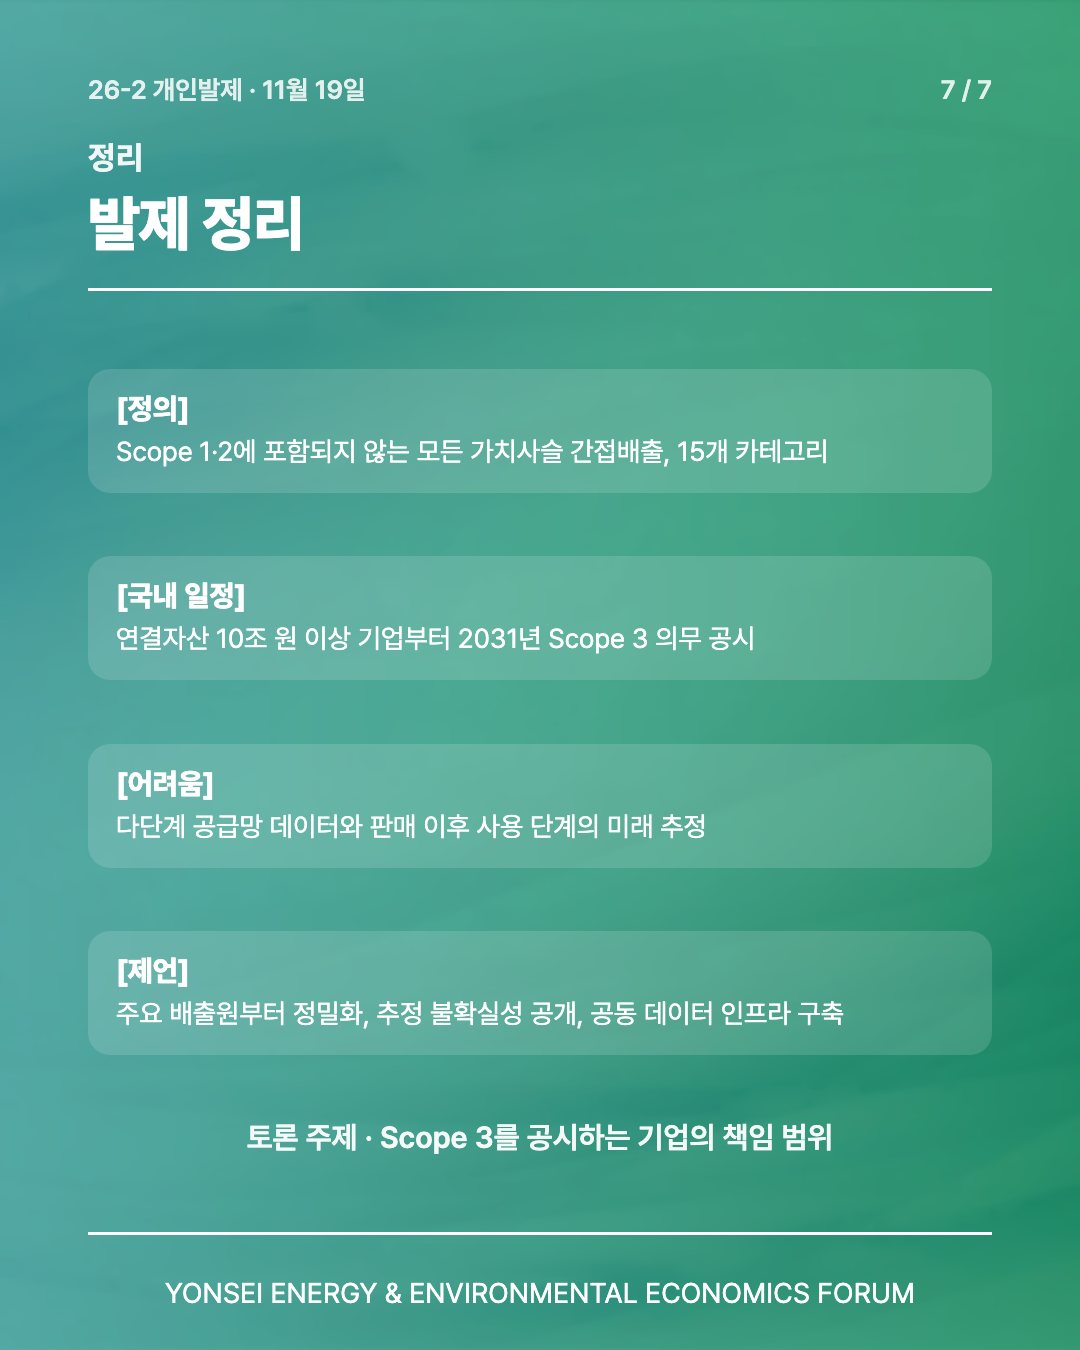 26-2 개인발제 · 11월 19일
7 / 7
정리
발제 정리
[정의]
Scope 1·2에 포함되지 않는 모든 가치사슬 간접배출, 15개 카테고리
[국내 일정]
연결자산 10조 원 이상 기업부터 2031년 Scope 3 의무 공시
[어려움]
다단계 공급망 데이터와 판매 이후 사용 단계의 미래 추정
[제언]
주요 배출원부터 정밀화, 추정 불확실성 공개, 공동 데이터 인프라 구축
토론 주제 · Scope 3를 공시하는 기업의 책임 범위
YONSEI ENERGY & ENVIRONMENTAL ECONOMICS FORUM